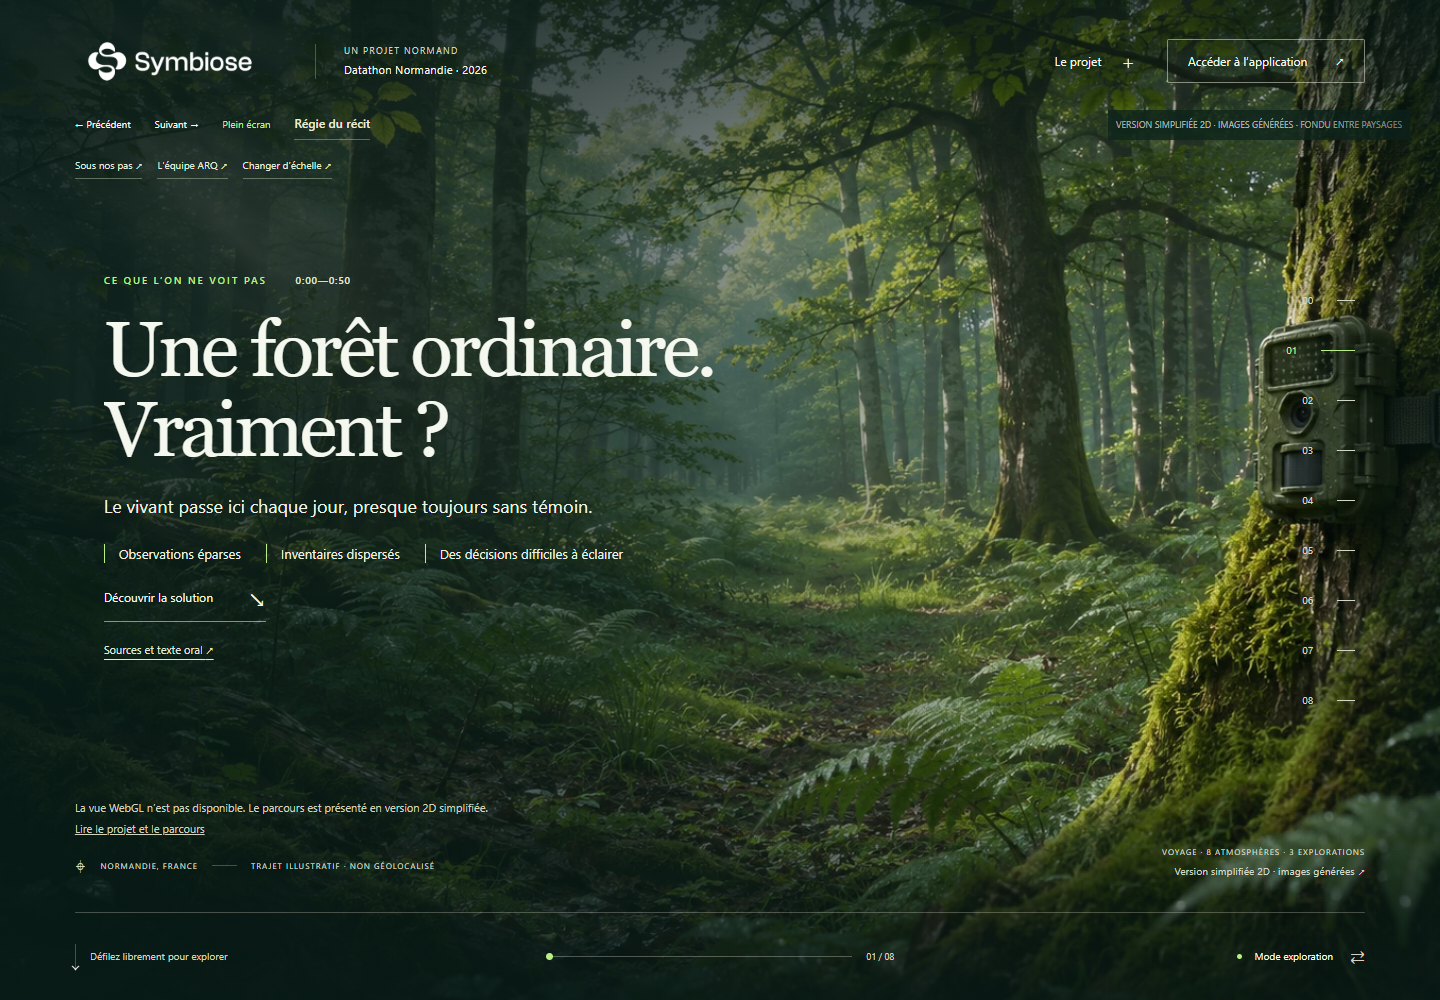 Symbiose
UN PROJET NORMAND
Datathon Normandie · 2026
Le projet +
Accéder à l'application ↗
← Précédent Suivant → Plein écran Régie du récit
VERSION SIMPLIFIÉE 2D · IMAGES GÉNÉRÉES · FONDU ENTRE PAYSAGES
Sous nos pas ↗ L'équipe ARQ ↗ Changer d'échelle ↗
CE QUE L'ON NE VOIT PAS 0:00—0:50
Une forêt ordinaire.
Vraiment ?
Le vivant passe ici chaque jour, presque toujours sans témoin.
Observations éparses
Inventaires dispersés
Des décisions difficiles à éclairer
Découvrir la solution ↘
Sources et texte oral ↗
00
01
02
03
04
05
06
07
08
La vue WebGL n'est pas disponible. Le parcours est présenté en version 2D simplifiée.
Lire le projet et le parcours
NORMANDIE, FRANCE — TRAJET ILLUSTRATIF · NON GÉOLOCALISÉ
VOYAGE · 8 ATMOSPHÈRES · 3 EXPLORATIONS
Version simplifiée 2D · images générées ↗
Défilez librement pour explorer
01 / 08
Mode exploration